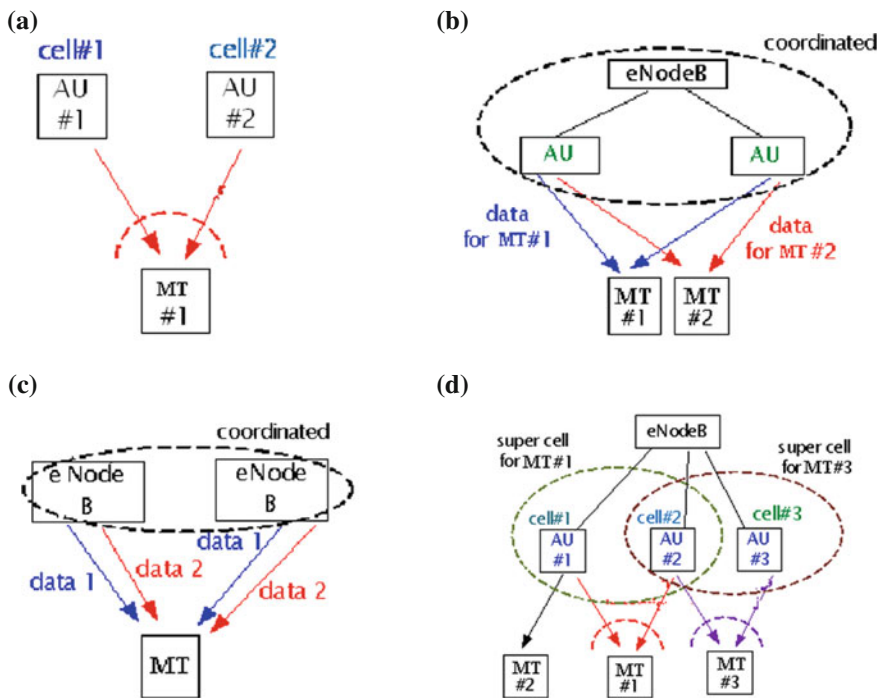 (a)
cell#1
cell#2
AU
#1
AU
#2
MT
#1
(b)
coordinated
eNodeB
AU
AU
data
for MT#1
data
for MT#2
MT
#1
MT
#2
(c)
coordinated
e Node
B
eNode
B
data 1
data 2
data 1
data 2
MT
(d)
eNodeB
super cell
for MT#1
super cell
for MT#3
cell#1
cell#2
cell#3
AU
#1
AU
#2
AU
#3
MT
#2
MT
#1
MT
#3